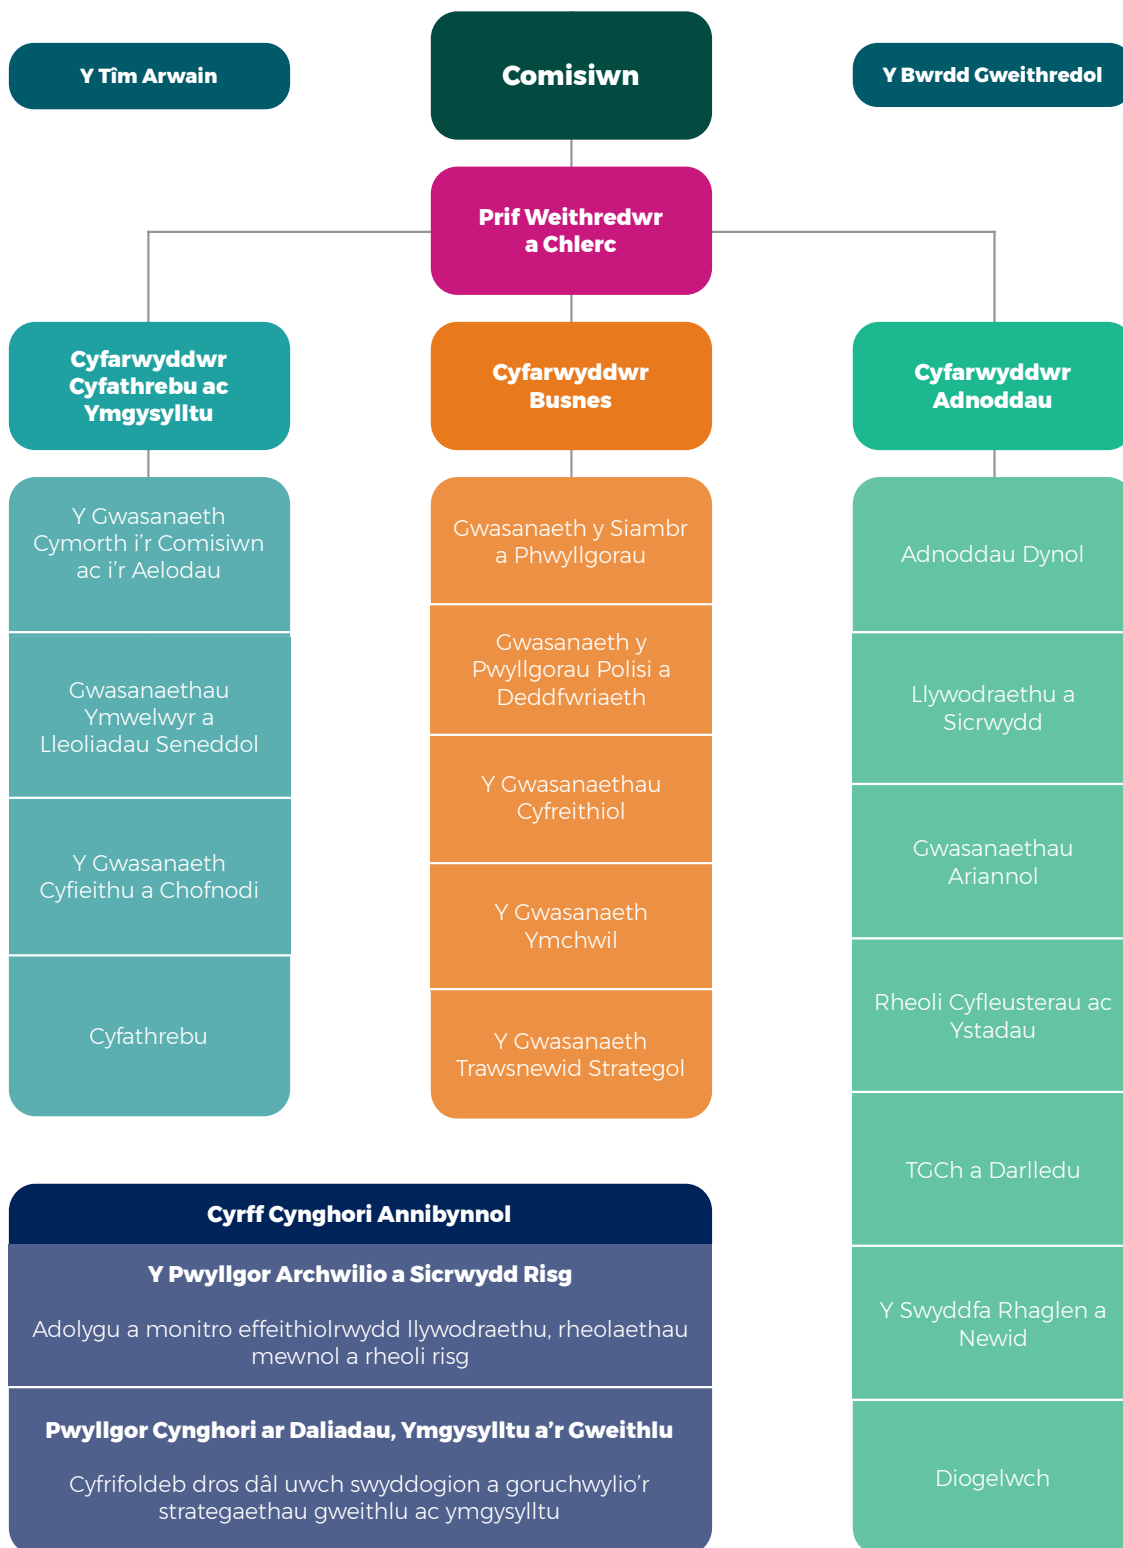 Y Tîm Arwain
Comisiwn
Y Bwrdd Gweithredol
Prif Weithredwr
a Chlerc
Cyfarwyddwr
Cyfathrebu ac
Ymgysylltu
Y Gwasanaeth
Cymorth i’r Comisiwn
ac i’r Aelodau
Gwasanaethau
Ymwelwyr a
Lleoliadau Seneddol
Y Gwasanaeth
Cyfieithu a Chofnodi
Cyfathrebu
Cyfarwyddwr
Busnes
Gwasanaeth y Siambr
a Phwyllgorau
Gwasanaeth y
Pwyllgorau Polisi a
Deddfwriaeth
Y Gwasanaethau
Cyfreithiol
Y Gwasanaeth
Ymchwil
Y Gwasanaeth
Trawsnewid Strategol
Cyfarwyddwr
Adnoddau
Adnoddau Dynol
Llywodraethu a
Sicrwydd
Gwasanaethau
Ariannol
Rheoli Cyfleusterau ac
Ystadau
TGCh a Darlledu
Y Swyddfa Rhaglen a
Newid
Diogelwch
Cyrff Cynghori Annibynnol
Y Pwyllgor Archwilio a Sicrwydd Risg
Adolygu a monitro effeithiolrwydd llywodraethu, rheolaethau
mewnol a rheoli risg
Pwyllgor Cynghori ar Daliadau, Ymgysylltu a’r Gweithlu
Cyfrifoldeb dros dâl uwch swyddogion a goruchwylio’r
strategaethau gweithlu ac ymgysylltu